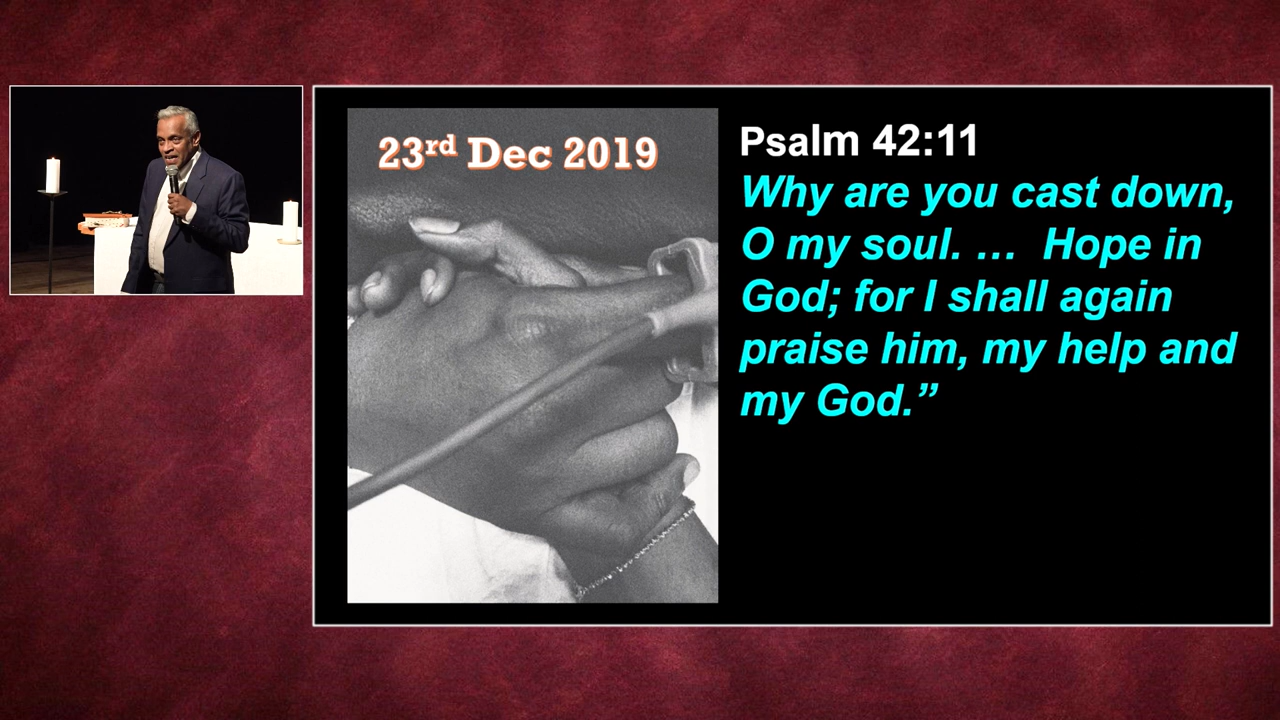 23rd Dec 2019
Psalm 42:11
Why are you cast down,
O my soul. … Hope in
God; for I shall again
praise him, my help and
my God.”